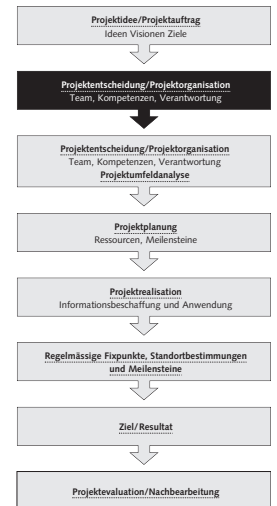 Projektidee/Projektauftrag
Ideen Visionen Ziele
Projektentscheidung/Projektorganisation
Team, Kompetenzen, Verantwortung
Projektentscheidung/Projektorganisation
Team, Kompetenzen, Verantwortung
Projektumfeldanalyse
Projektplanung
Ressourcen, Meilensteine
Projektrealisation
Informationsbeschaffung und Anwendung
Regelmässige Fixpunkte, Standortbestimmungen
und Meilensteine
Ziel/Resultat
Projektevaluation/Nachbearbeitung